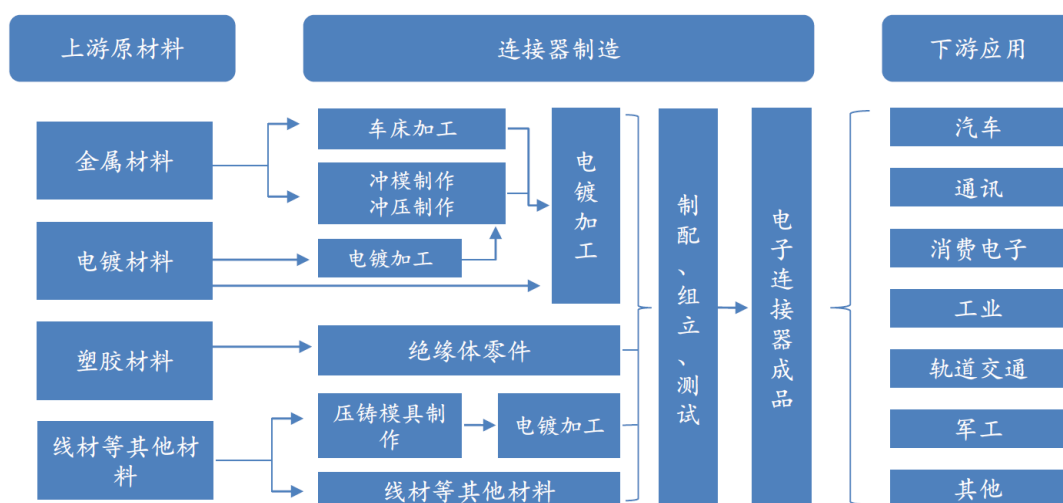 上游原材料
连接器制造
下游应用
金属材料
电镀材料
塑胶材料
线材等其他材
料
车床加工
冲模制作
冲压制作
电镀加工
绝缘体零件
压铸模具制
作
电镀加工
线材等其他材料
电镀加工
制配、组立、测试
电子连接器成品
汽车
通讯
消费电子
工业
轨道交通
军工
其他